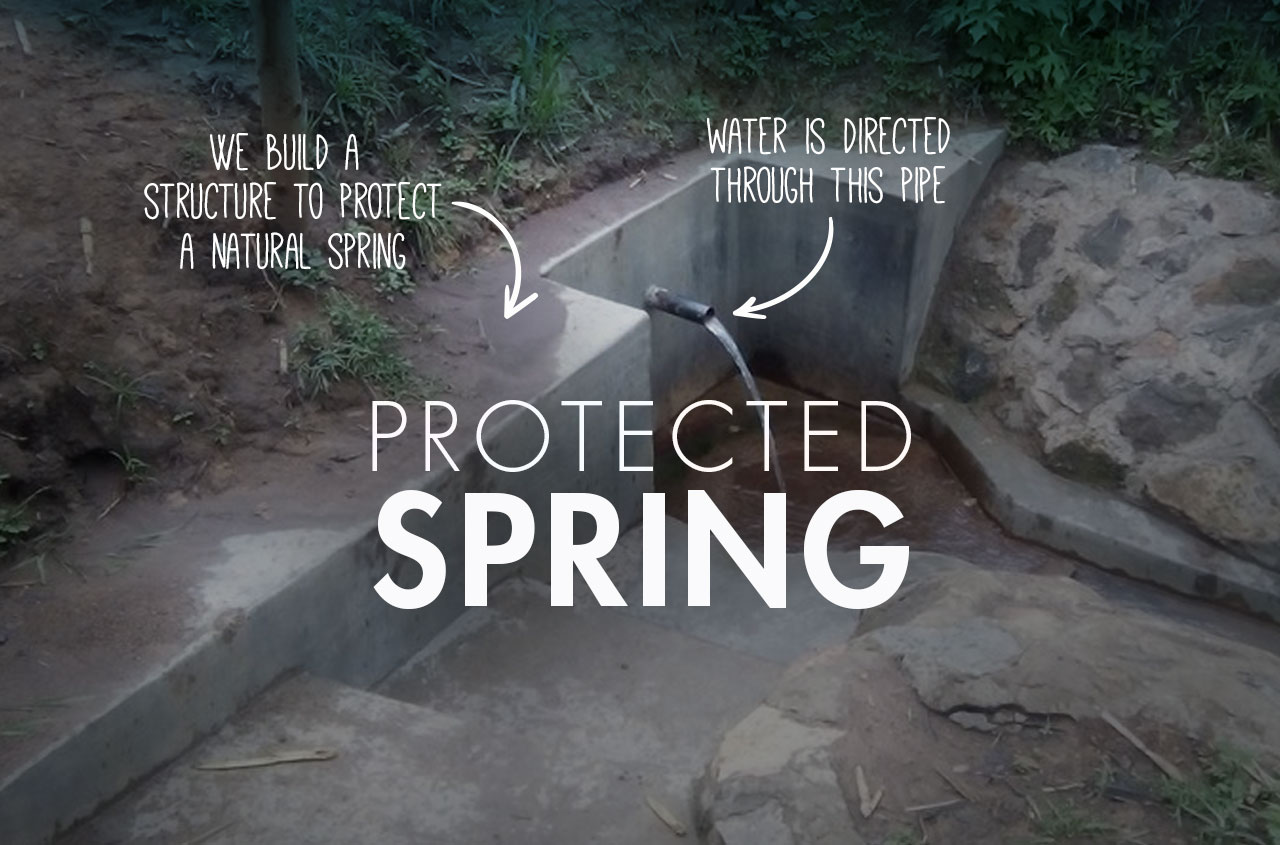 WE BUILD A
STRUCTURE TO PROTECT
A NATURAL SPRING
WATER IS DIRECTED
THROUGH THIS PIPE
PROTECTED
SPRING